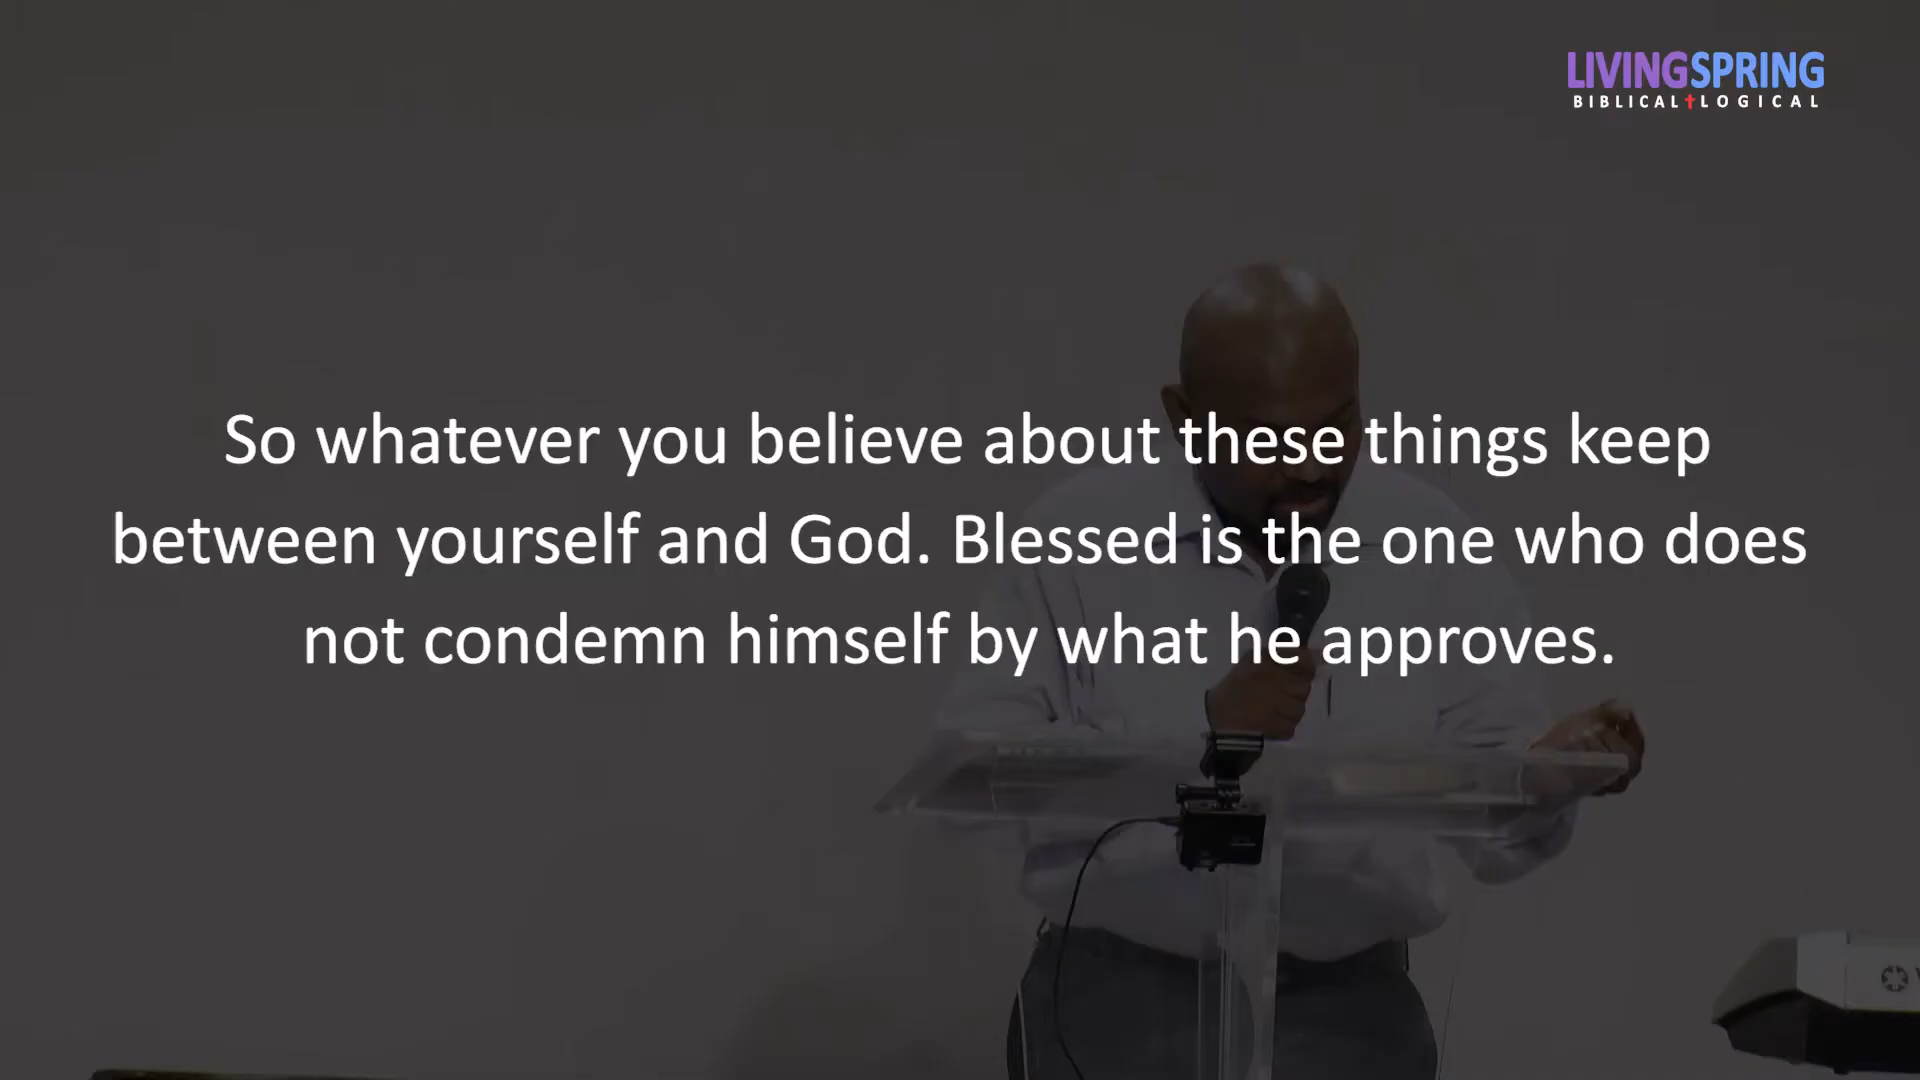 LIVINGSPRING
BIBLICAL LOGICAL
So whatever you believe about these things keep
between yourself and God. Blessed is the one who does
not condemn himself by what he approves.